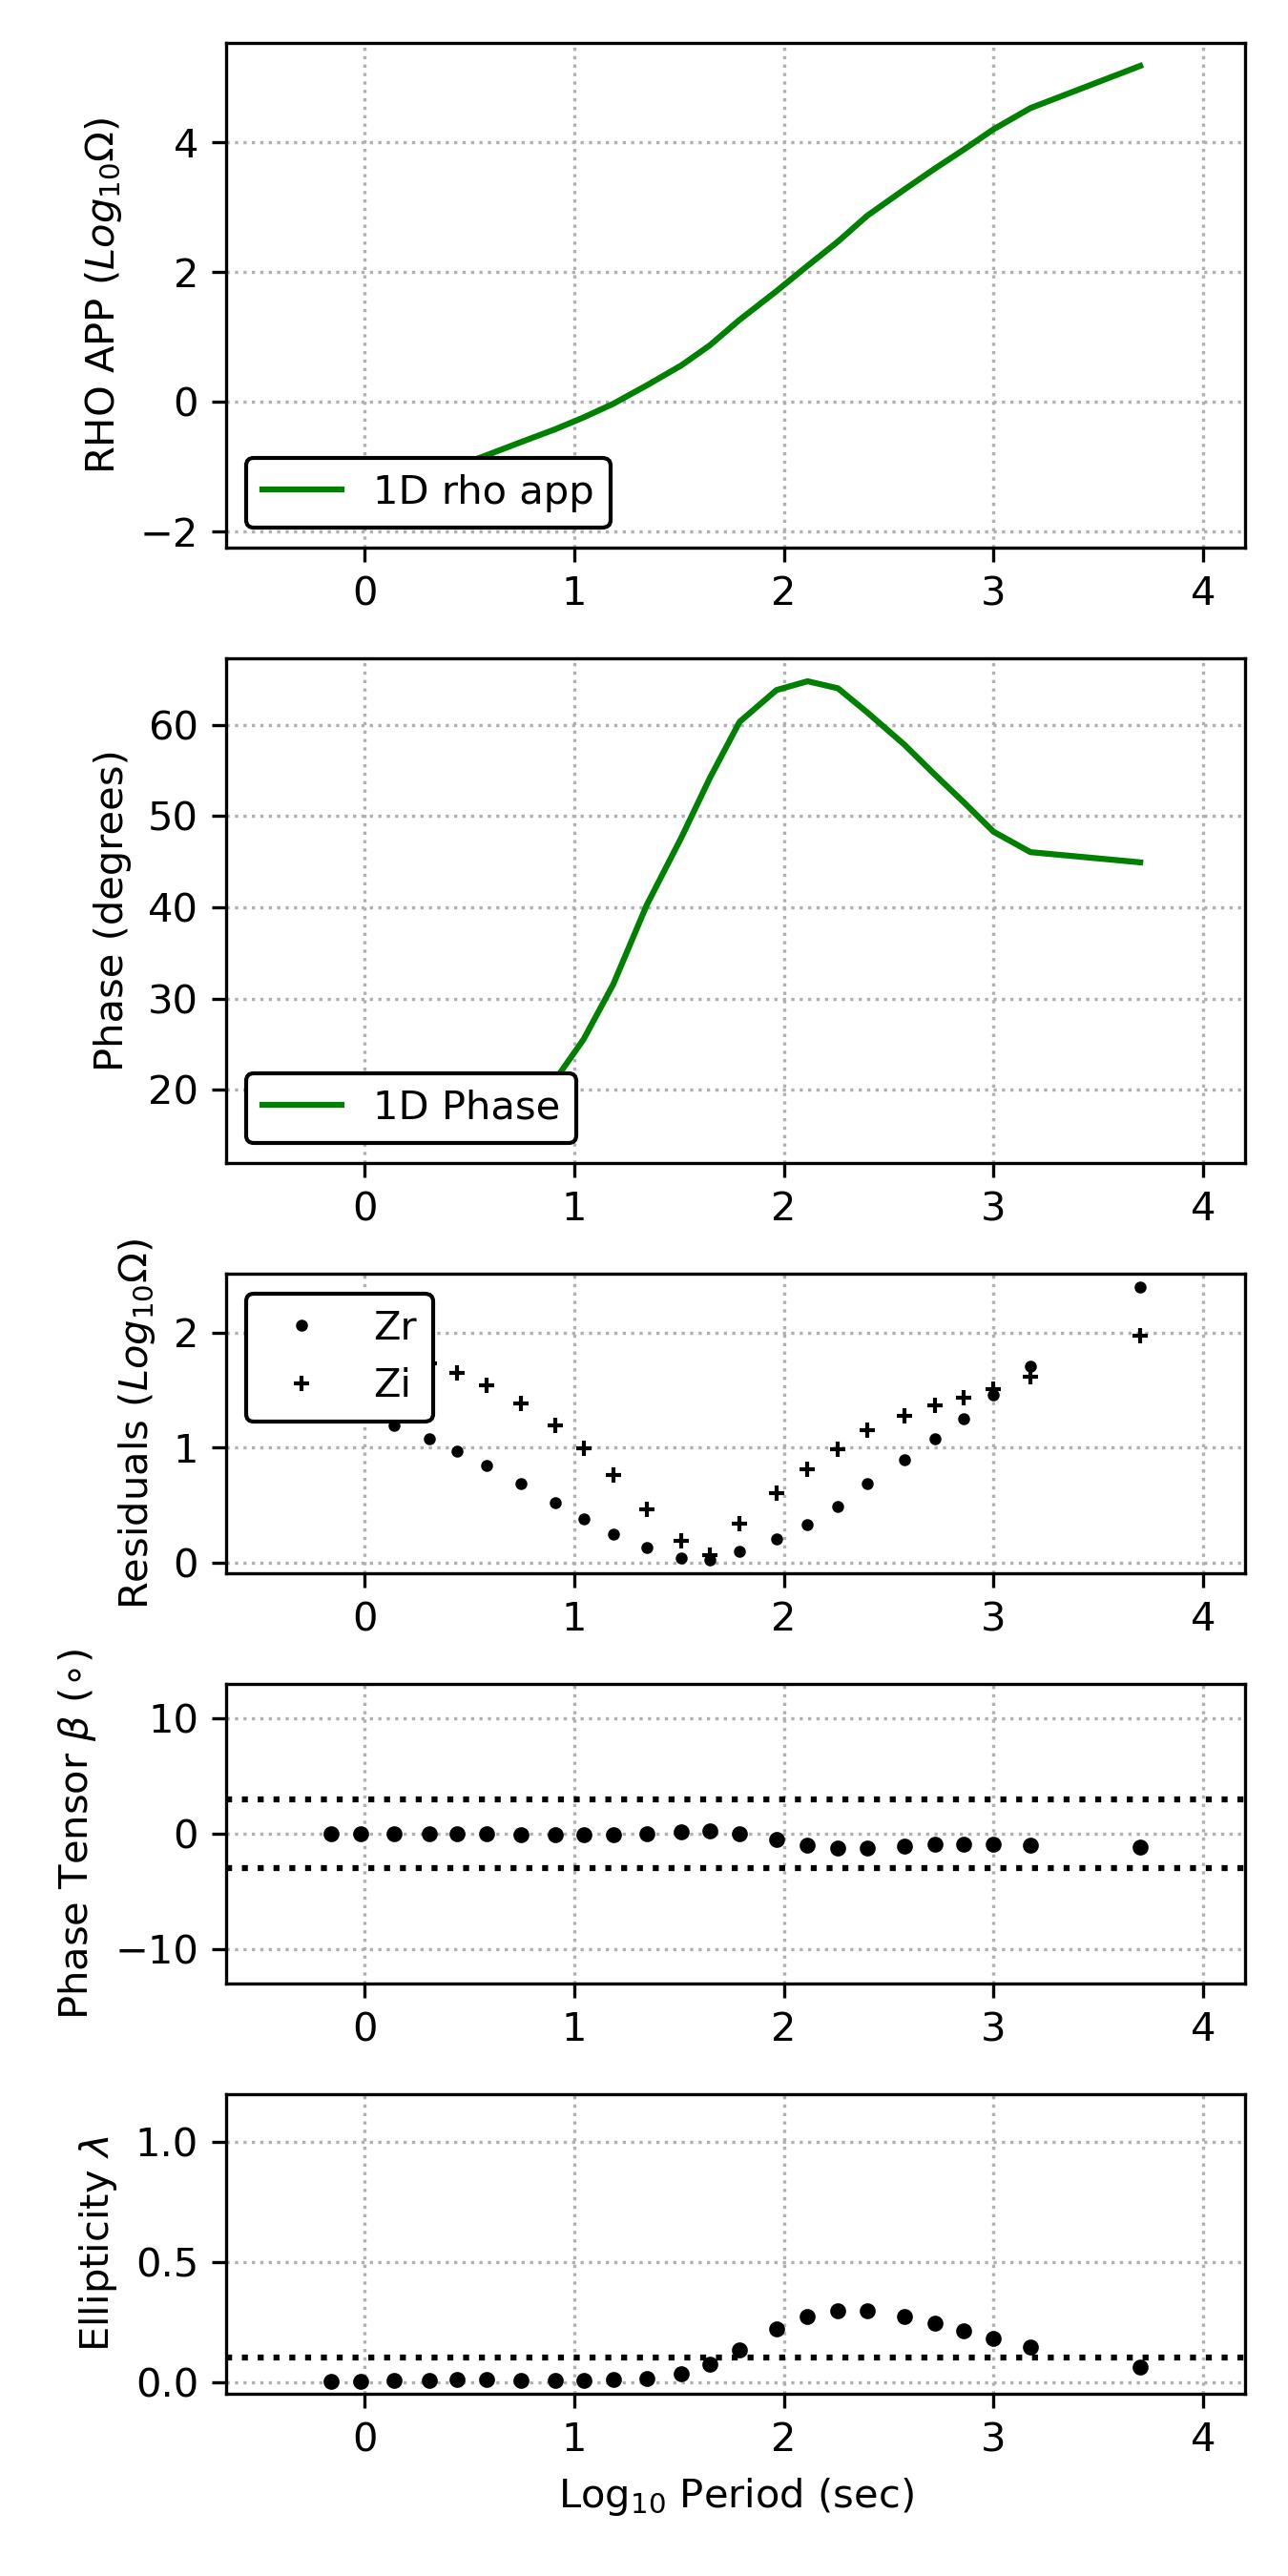 RHO APP (Log₁₀Ω)
4
2
0
−2
1D rho app
0 1 2 3 4
Phase (degrees)
60
50
40
30
20
1D Phase
0 1 2 3 4
Residuals (Log₁₀Ω)
2
1
0
Zr
Zi
0 1 2 3 4
Phase Tensor β (∘)
10
0
−10
0 1 2 3 4
Ellipticity λ
1.0
0.5
0.0
0 1 2 3 4
Log₁₀ Period (sec)